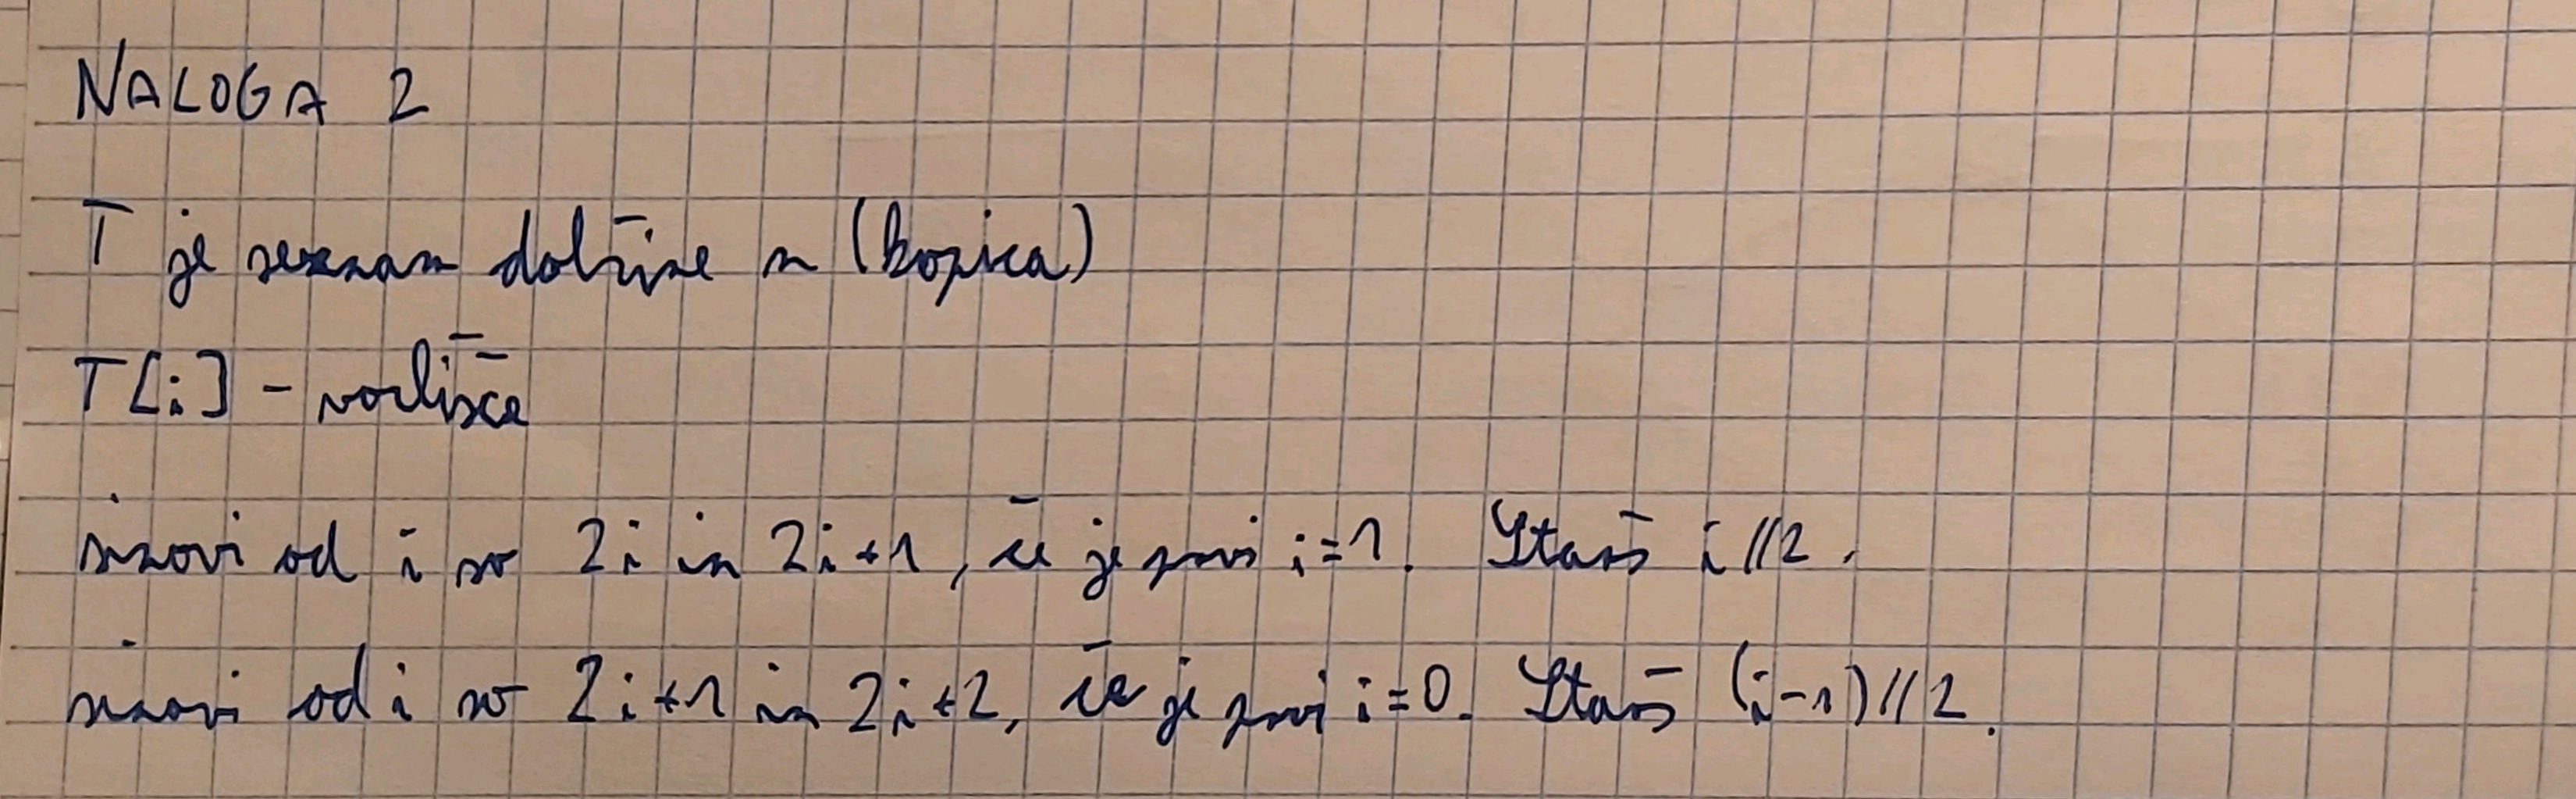 NALOGA 2
T je seznam dolžine n (kopica)
T[i] - vozlišče
sinovi od i so 2i in 2i+1, če je prvi i=1. Starš i//2.
sinovi od i so 2i+1 in 2i+2, če je prvi i=0. Starš (i-1)//2.